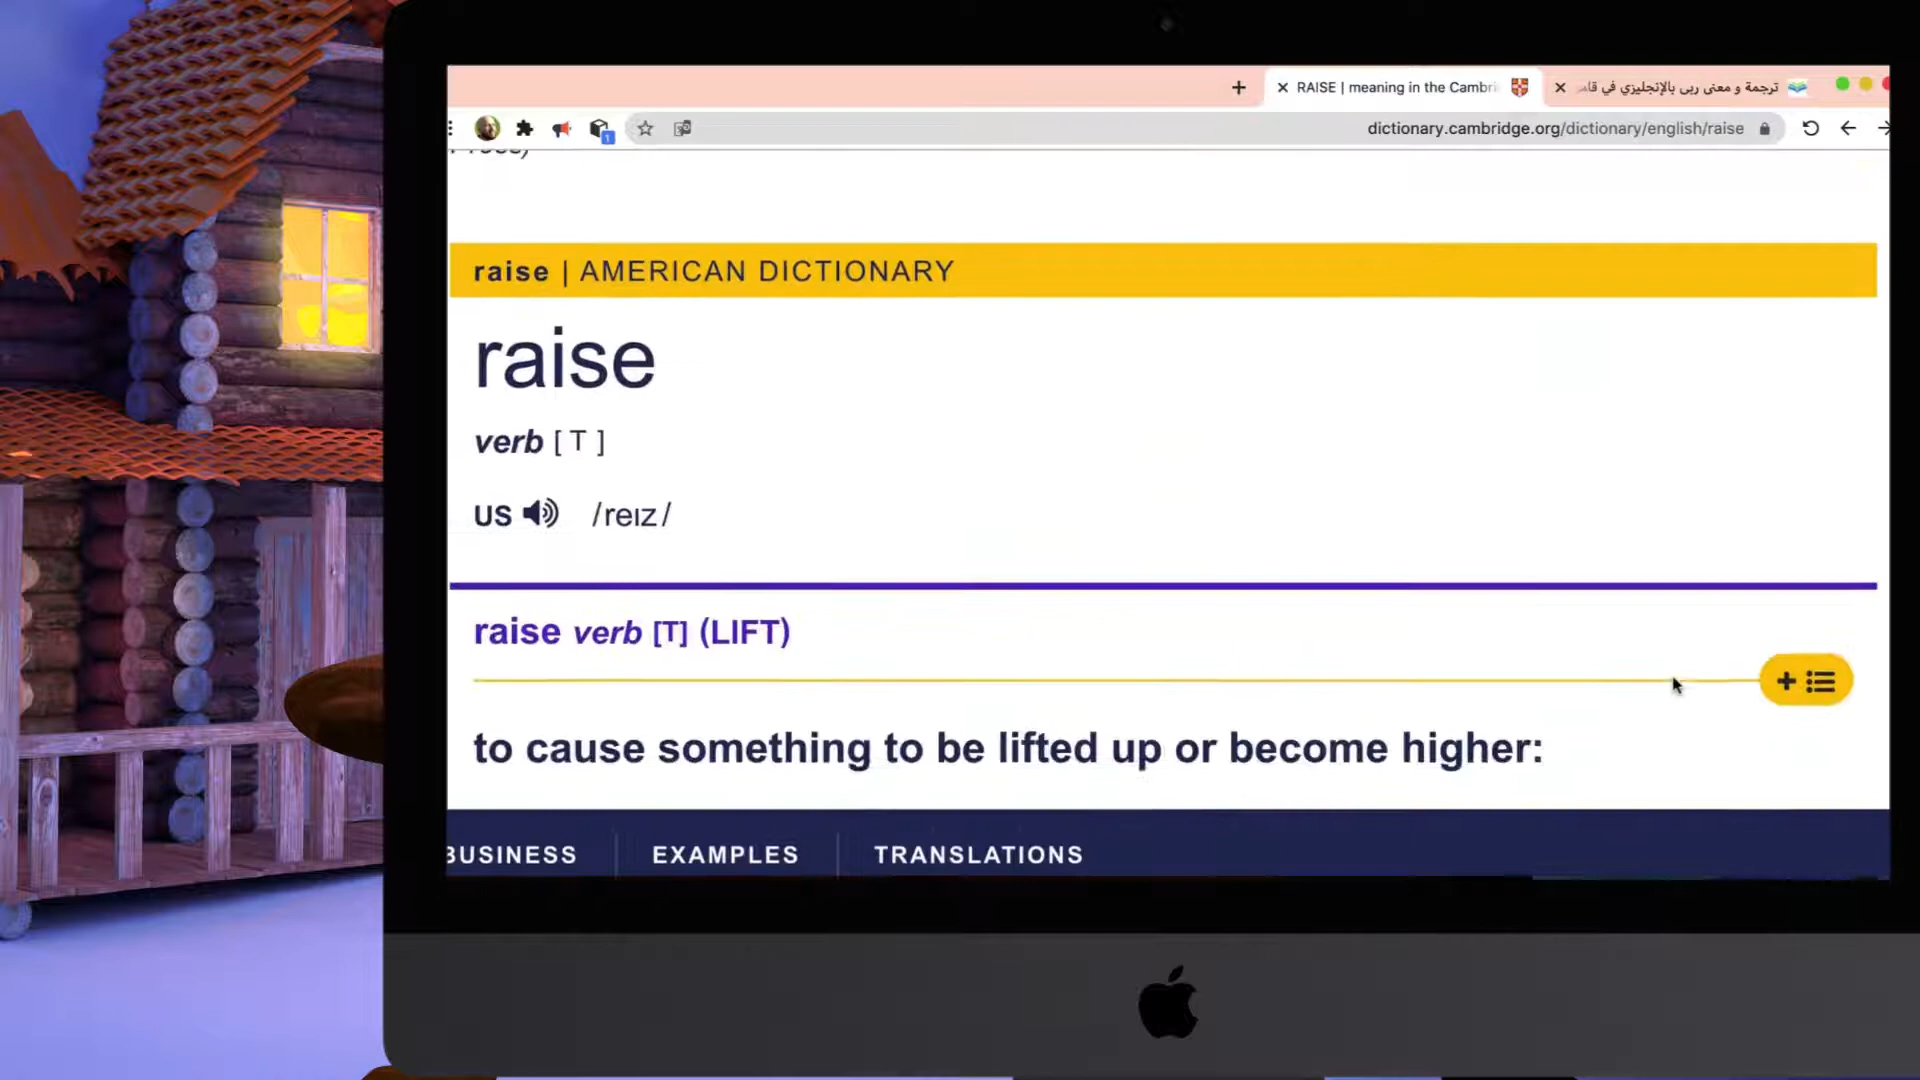 RAISE | meaning in the Cambri
ترجمة و معنى ربى بالإنجليزي في قام
dictionary.cambridge.org/dictionary/english/raise
1
raise | AMERICAN DICTIONARY
raise
verb [ T ]
US /reɪz/
raise verb [T] (LIFT)
to cause something to be lifted up or become higher:
BUSINESS
EXAMPLES
TRANSLATIONS